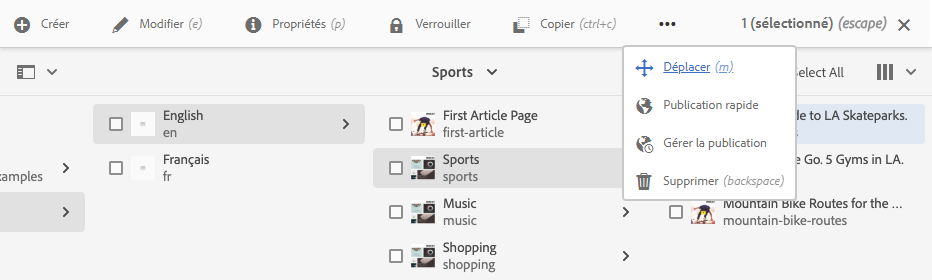 Créer
Modifier (e)
Propriétés (p)
Verrouiller
Copier (ctrl+c)
1 (sélectionné) (escape)
Sports
Select All
Déplacer (m)
Publication rapide
Gérer la publication
Supprimer (backspace)
amples
English
en
Français
fr
First Article Page
first-article
Sports
sports
Music
music
Shopping
shopping
to LA Skateparks.
Go. 5 Gyms in LA.
Mountain Bike Routes for the ...
mountain-bike-routes